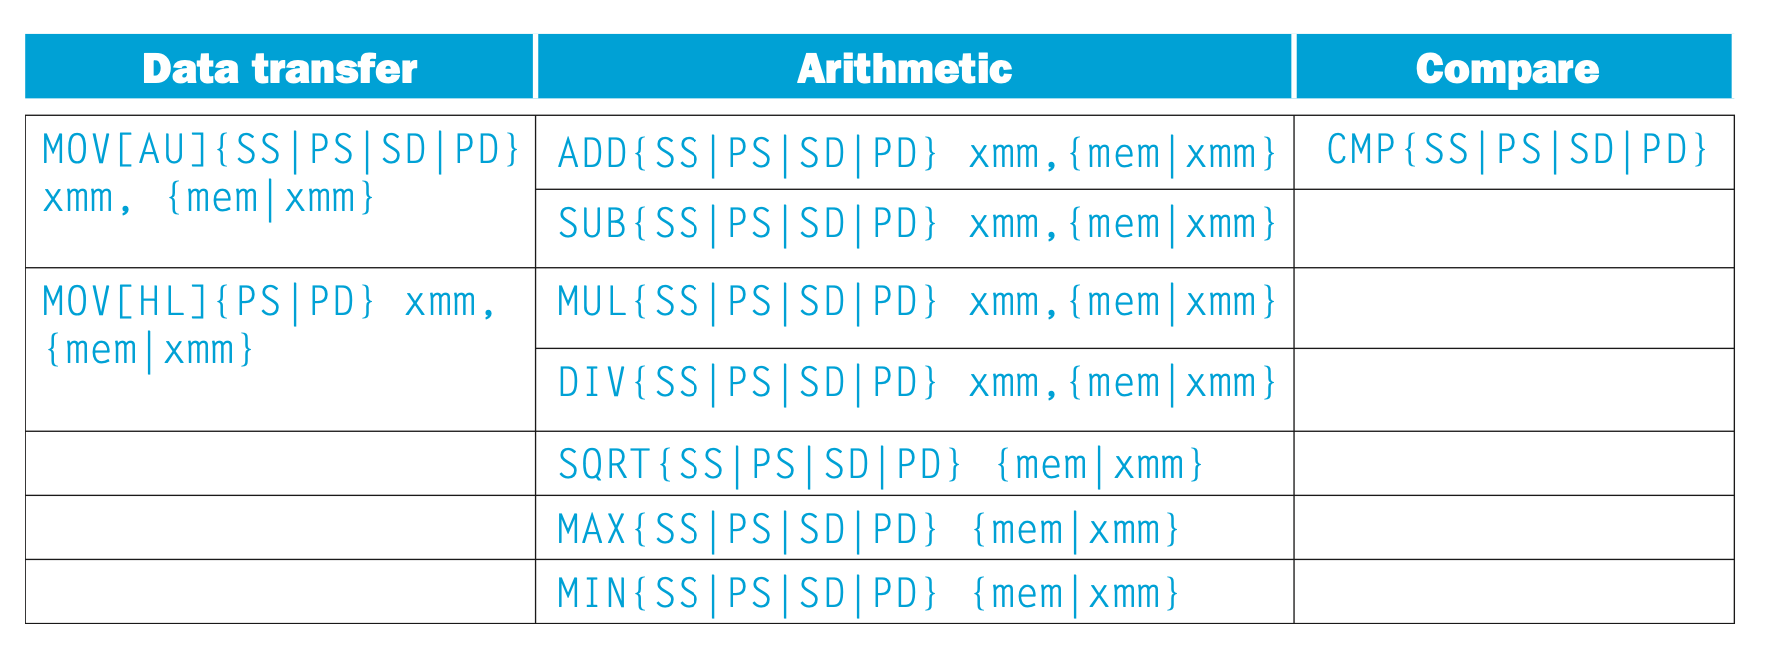 Data transfer Arithmetic Compare
MOV[AU]{SS|PS|SD|PD}
xmm, {mem|xmm}
ADD{SS|PS|SD|PD} xmm,{mem|xmm}
CMP{SS|PS|SD|PD}
SUB{SS|PS|SD|PD} xmm,{mem|xmm}
MOV[HL]{PS|PD} xmm,
{mem|xmm}
MUL{SS|PS|SD|PD} xmm,{mem|xmm}
DIV{SS|PS|SD|PD} xmm,{mem|xmm}
SQRT{SS|PS|SD|PD} {mem|xmm}
MAX{SS|PS|SD|PD} {mem|xmm}
MIN{SS|PS|SD|PD} {mem|xmm}